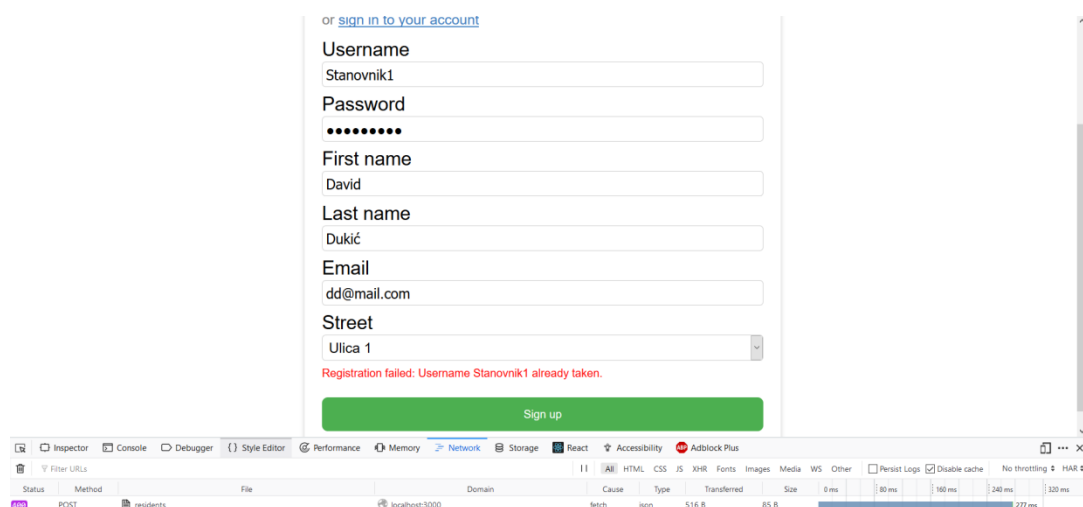 or sign in to your account
Username
Stanovnik1
Password
●●●●●●●●●
First name
David
Last name
Dukić
Email
dd@mail.com
Street
Ulica 1
Registration failed: Username Stanovnik1 already taken.
Sign up
Inspector Console Debugger {} Style Editor Performance Memory Network Storage React Accessibility ABP Adblock Plus
Filter URLs All HTML CSS JS XHR Fonts Images Media WS Other Persist Logs Disable cache No throttling HAR
Status Method File Domain Cause Type Transferred Size 0 ms 80 ms 160 ms 240 ms 320 ms
POST residents localhost:3000 fetch json 516 B 85 B 277 ms